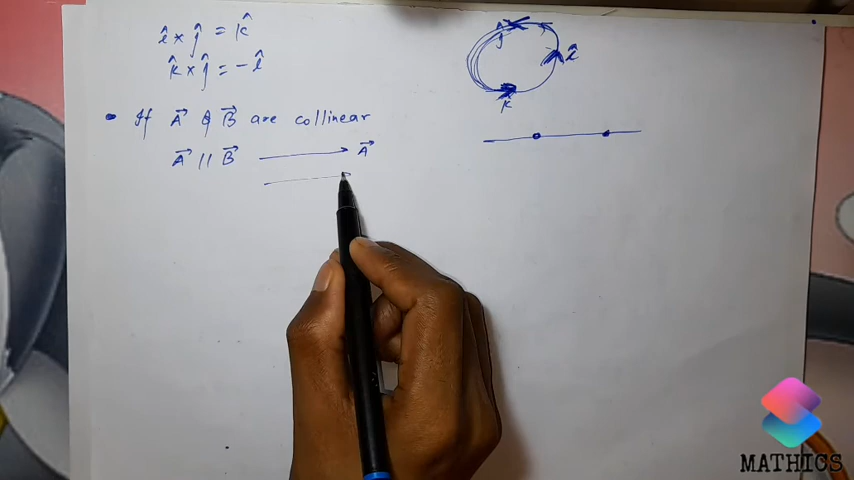 î × ĵ = k̂
k̂ × ĵ = -î
ĵ
î
k̂
• If A⃗ & B⃗ are collinear
A⃗ || B⃗
A⃗
MATHICS